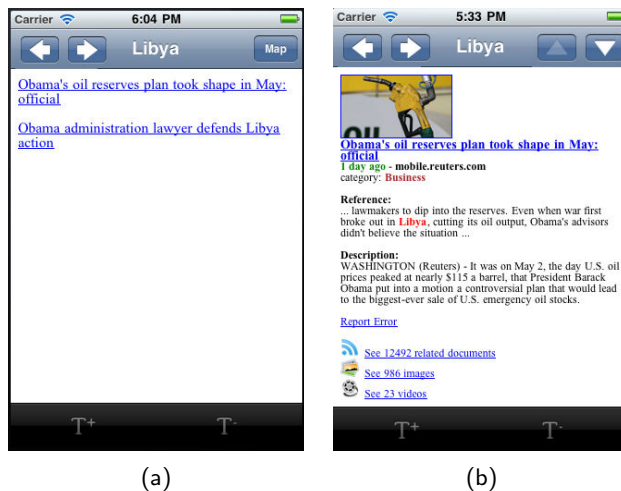 Carrier 6:04 PM
Libya
Map
Obama's oil reserves plan took shape in May:
official
Obama administration lawyer defends Libya
action
T+ T-
(a)
Carrier 5:33 PM
Libya
OIL
Obama's oil reserves plan took shape in May:
official
1 day ago - mobile.reuters.com
category: Business
Reference:
... lawmakers to dip into the reserves. Even when war first
broke out in Libya, cutting its oil output, Obama's advisors
didn't believe the situation ...
Description:
WASHINGTON (Reuters) - It was on May 2, the day U.S. oil
prices peaked at nearly $115 a barrel, that President Barack
Obama put into a motion a controversial plan that would lead
to the biggest-ever sale of U.S. emergency oil stocks.
Report Error
See 12492 related documents
See 986 images
See 23 videos
T+ T-
(b)